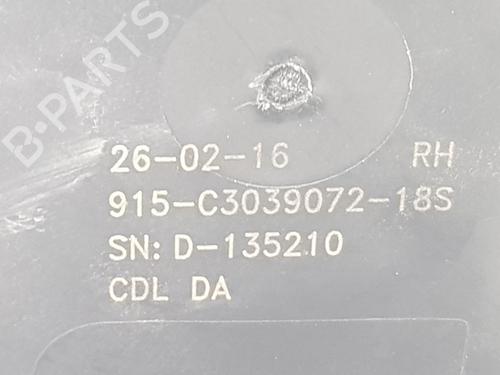 B-PARTS
26-02-16 RH
915-C3039072-18S
SN: D-135210
CDL DA